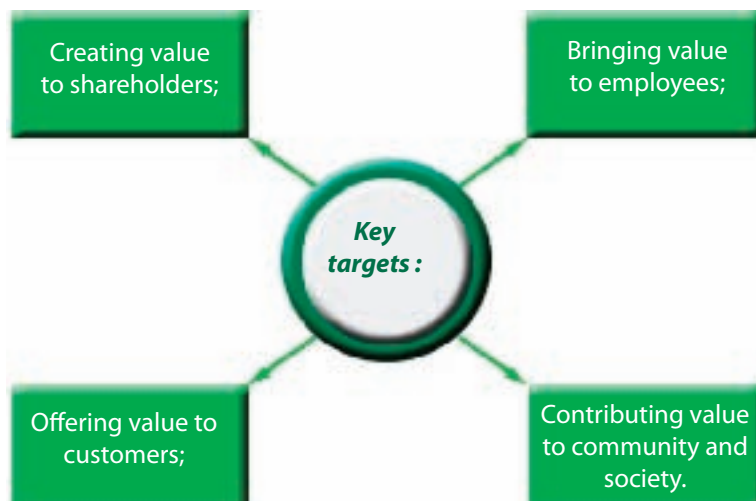 Creating value
to shareholders;
Bringing value
to employees;
Key
targets :
Offering value to
customers;
Contributing value
to community and
society.